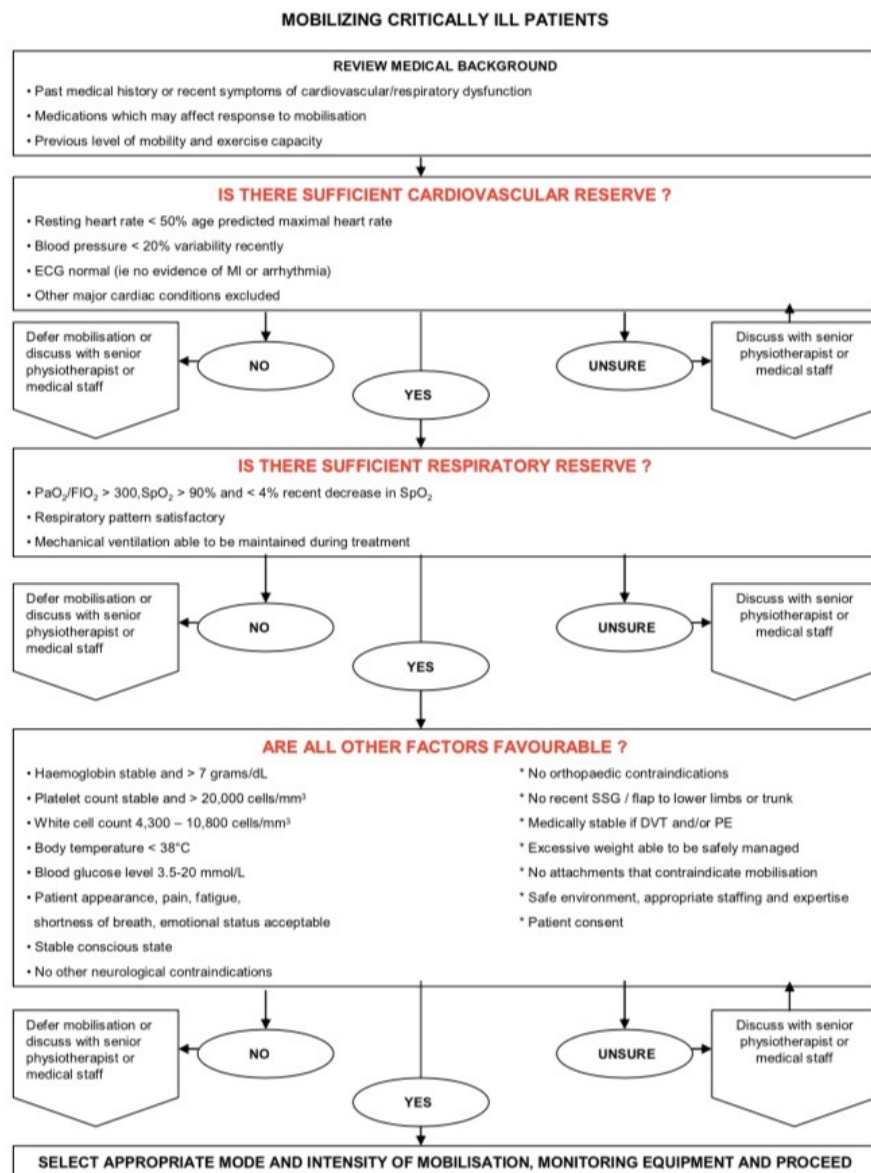 MOBILIZING CRITICALLY ILL PATIENTS
REVIEW MEDICAL BACKGROUND
• Past medical history or recent symptoms of cardiovascular/respiratory dysfunction
• Medications which may affect response to mobilisation
• Previous level of mobility and exercise capacity
IS THERE SUFFICIENT CARDIOVASCULAR RESERVE ?
• Resting heart rate < 50% age predicted maximal heart rate
• Blood pressure < 20% variability recently
• ECG normal (ie no evidence of MI or arrhythmia)
• Other major cardiac conditions excluded
Defer mobilisation or
discuss with senior
physiotherapist or
medical staff
NO
YES
UNSURE
Discuss with senior
physiotherapist or
medical staff
IS THERE SUFFICIENT RESPIRATORY RESERVE ?
• PaO₂/FIO₂ > 300,SpO₂ > 90% and < 4% recent decrease in SpO₂
• Respiratory pattern satisfactory
• Mechanical ventilation able to be maintained during treatment
Defer mobilisation or
discuss with senior
physiotherapist or
medical staff
NO
YES
UNSURE
Discuss with senior
physiotherapist or
medical staff
ARE ALL OTHER FACTORS FAVOURABLE ?
• Haemoglobin stable and > 7 grams/dL
• Platelet count stable and > 20,000 cells/mm³
• White cell count 4,300 – 10,800 cells/mm³
• Body temperature < 38°C
• Blood glucose level 3.5-20 mmol/L
• Patient appearance, pain, fatigue,
shortness of breath, emotional status acceptable
• Stable conscious state
• No other neurological contraindications
* No orthopaedic contraindications
* No recent SSG / flap to lower limbs or trunk
* Medically stable if DVT and/or PE
* Excessive weight able to be safely managed
* No attachments that contraindicate mobilisation
* Safe environment, appropriate staffing and expertise
* Patient consent
Defer mobilisation or
discuss with senior
physiotherapist or
medical staff
NO
YES
UNSURE
Discuss with senior
physiotherapist or
medical staff
SELECT APPROPRIATE MODE AND INTENSITY OF MOBILISATION, MONITORING EQUIPMENT AND PROCEED